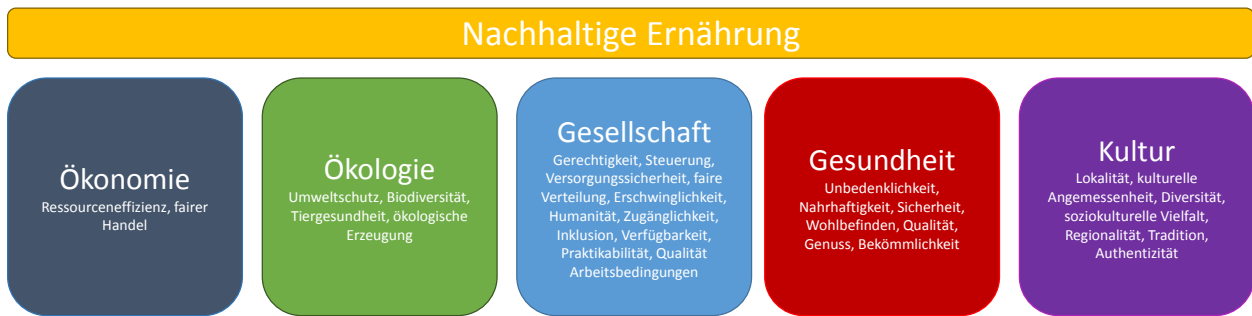 Nachhaltige Ernährung
Ökonomie
Ressourceneffizienz, fairer
Handel
Ökologie
Umweltschutz, Biodiversität,
Tiergesundheit, ökologische
Erzeugung
Gesellschaft
Gerechtigkeit, Steuerung,
Versorgungssicherheit, faire
Verteilung, Erschwinglichkeit,
Humanität, Zugänglichkeit,
Inklusion, Verfügbarkeit,
Praktikabilität, Qualität
Arbeitsbedingungen
Gesundheit
Unbedenklichkeit,
Nahrhaftigkeit, Sicherheit,
Wohlbefinden, Qualität,
Genuss, Bekömmlichkeit
Kultur
Lokalität, kulturelle
Angemessenheit, Diversität,
soziokulturelle Vielfalt,
Regionalität, Tradition,
Authentizität